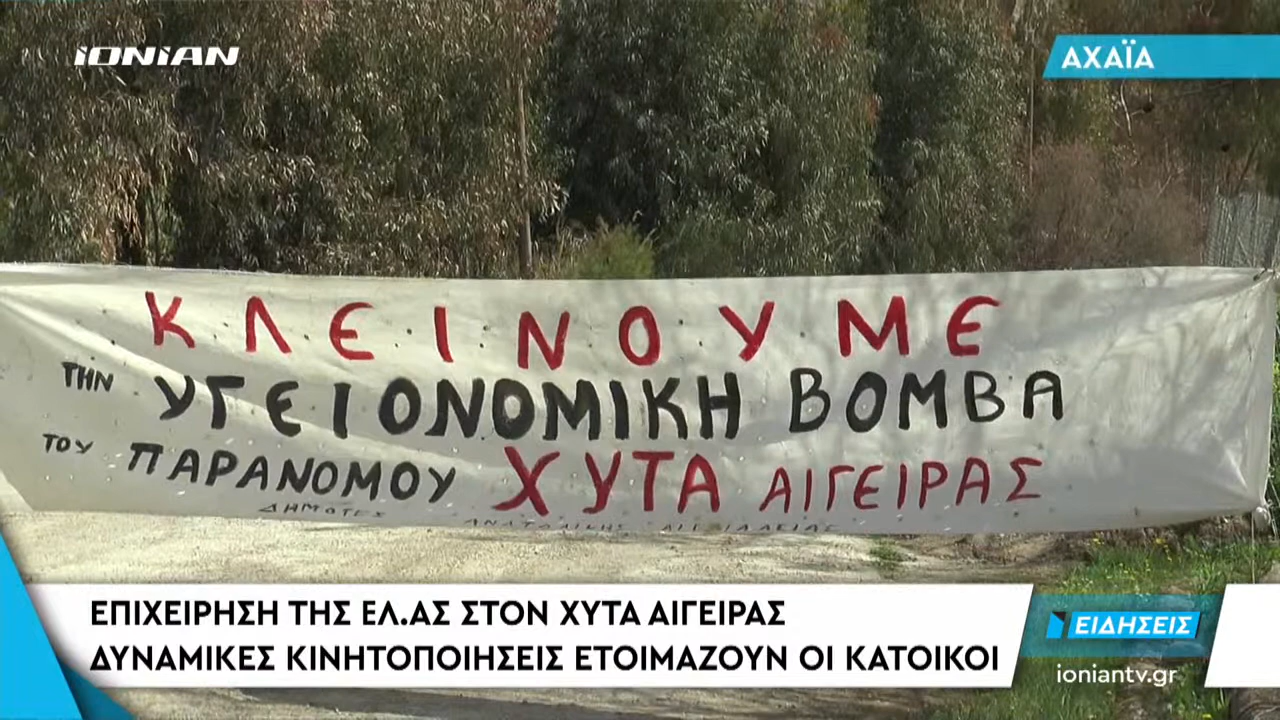 IONIAN
ΑΧΑΪΑ
ΚΛΕΙΝΟΥΜΕ
ΤΗΝ ΥΓΕΙΟΝΟΜΙΚΗ ΒΟΜΒΑ
ΤΟΥ ΠΑΡΑΝΟΜΟΥ ΧΥΤΑ ΑΙΓΕΙΡΑΣ
ΔΗΜΟΤΕΣ ΑΝΑΤΟΛΙΚΗΣ ΑΙΓΙΑΛΕΙΑΣ
ΕΠΙΧΕΙΡΗΣΗ ΤΗΣ ΕΛ.ΑΣ ΣΤΟΝ ΧΥΤΑ ΑΙΓΕΙΡΑΣ
ΔΥΝΑΜΙΚΕΣ ΚΙΝΗΤΟΠΟΙΗΣΕΙΣ ΕΤΟΙΜΑΖΟΥΝ ΟΙ ΚΑΤΟΙΚΟΙ
ΕΙΔΗΣΕΙΣ
ioniantv.gr